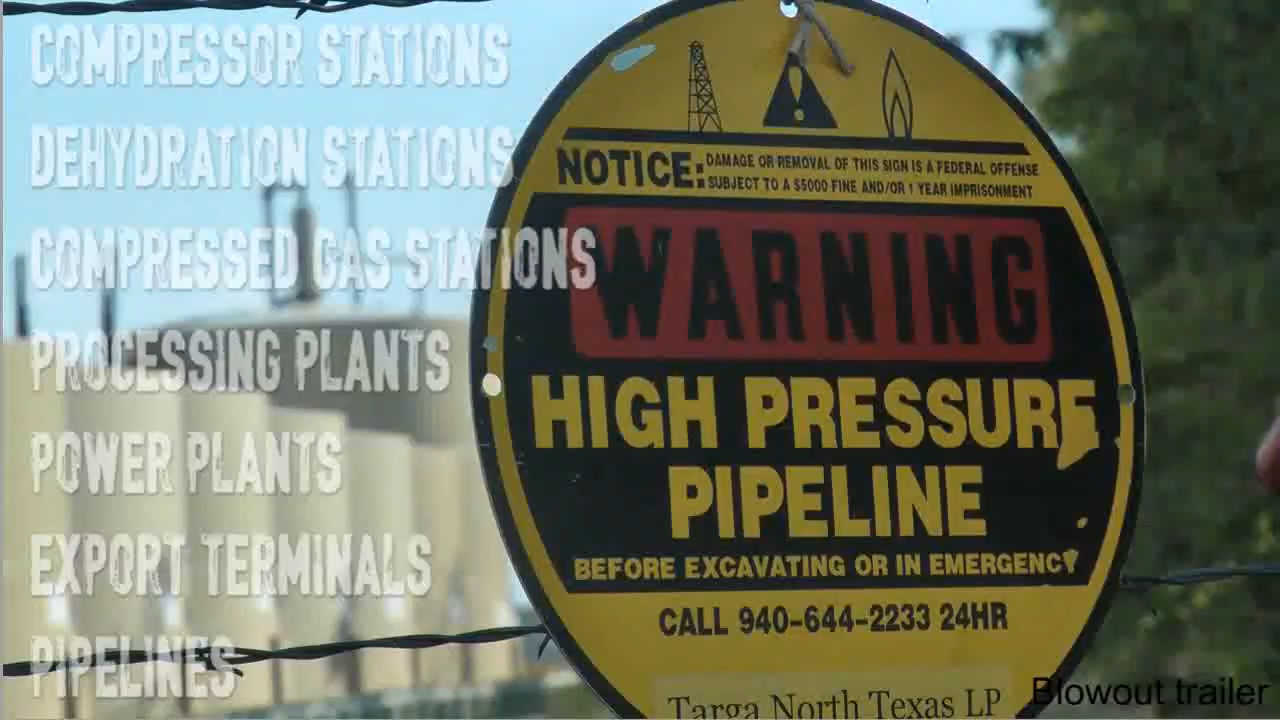 COMPRESSOR STATIONS
DEHYDRATION STATIONS
COMPRESSED GAS STATIONS
PROCESSING PLANTS
POWER PLANTS
EXPORT TERMINALS
PIPELINES
NOTICE: DAMAGE OR REMOVAL OF THIS SIGN IS A FEDERAL OFFENSE
SUBJECT TO A $5000 FINE AND/OR 1 YEAR IMPRISONMENT
WARNING
HIGH PRESSURE
PIPELINE
BEFORE EXCAVATING OR IN EMERGENCY
CALL 940-644-2233 24HR
Targa North Texas LP
Blowout trailer